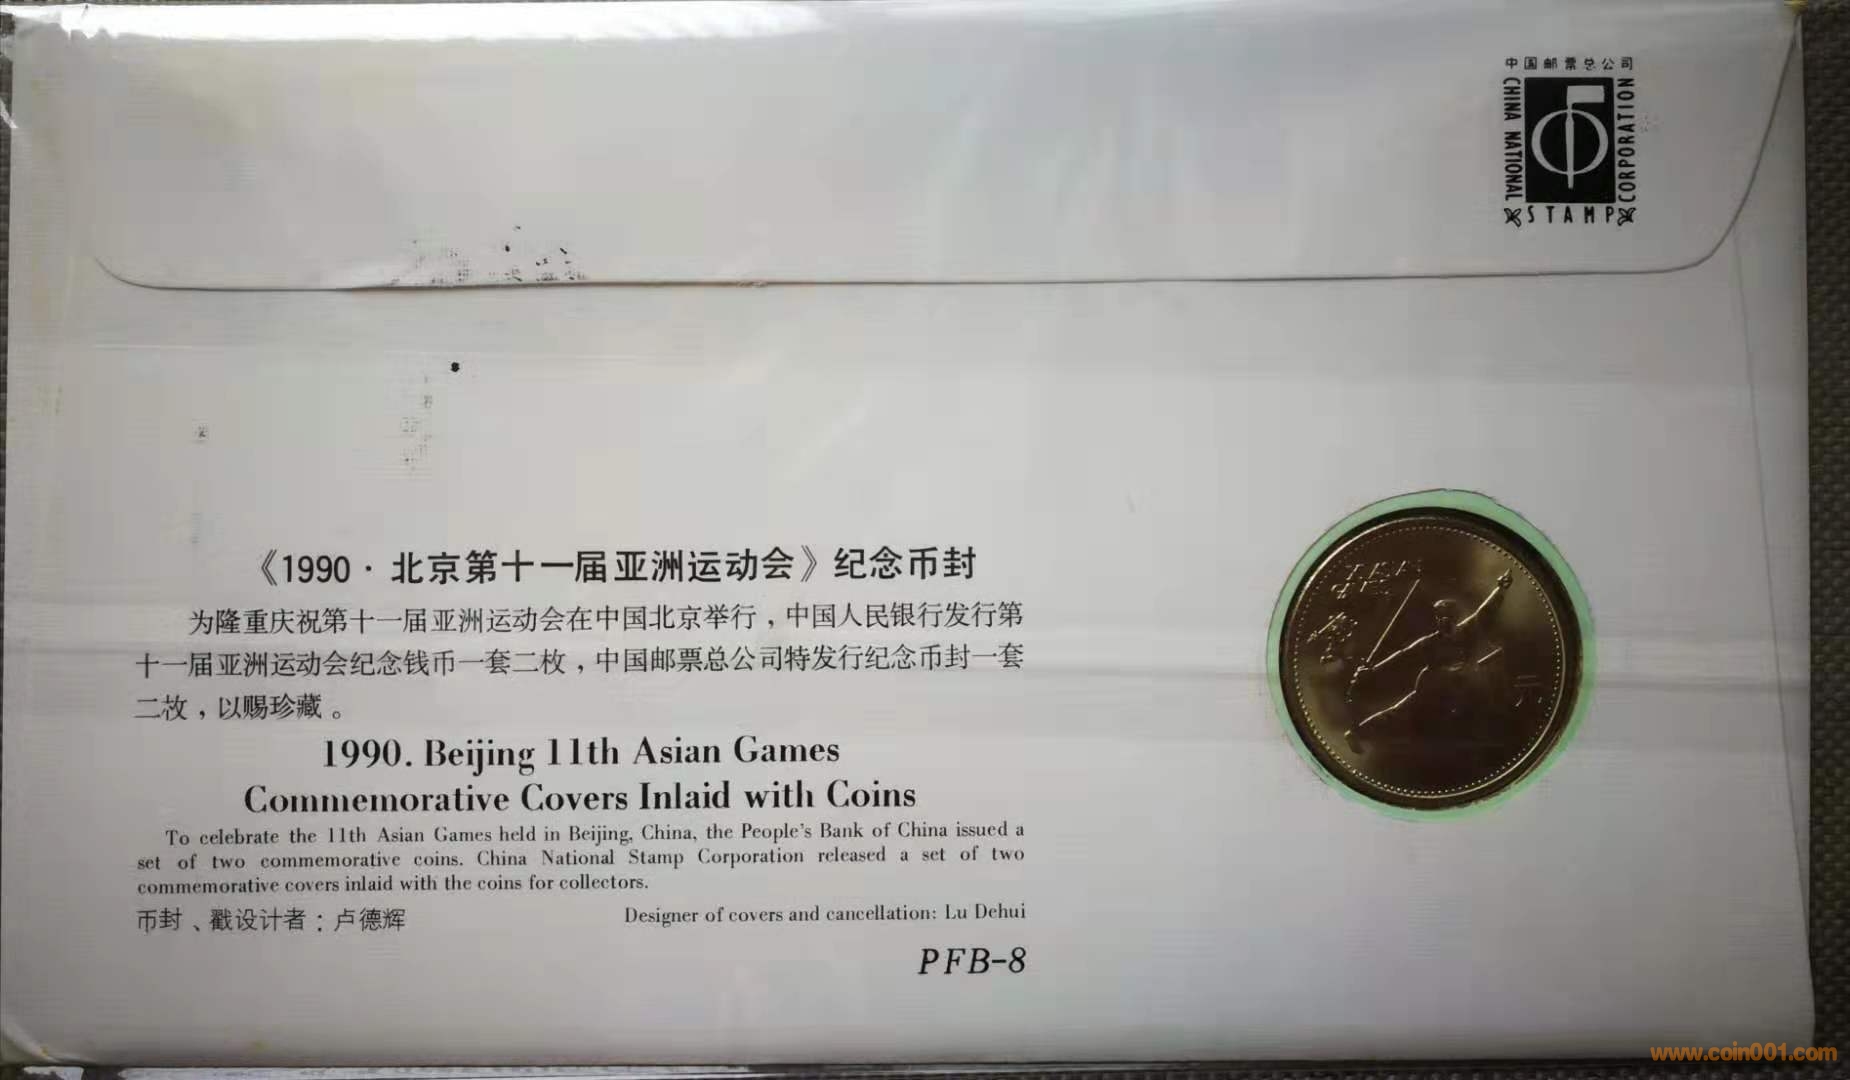 中国邮票总公司
CHINA NATIONAL
STAMP
CORPORATION
《1990·北京第十一届亚洲运动会》纪念币封
为隆重庆祝第十一届亚洲运动会在中国北京举行，中国人民银行发行第
十一届亚洲运动会纪念钱币一套二枚，中国邮票总公司特发行纪念币封一套
二枚，以赐珍藏。
1990. Beijing 11th Asian Games
Commemorative Covers Inlaid with Coins
To celebrate the 11th Asian Games held in Beijing, China, the People's Bank of China issued a
set of two commemorative coins. China National Stamp Corporation released a set of two
commemorative covers inlaid with the coins for collectors.
币封、戳设计者：卢德辉 Designer of covers and cancellation: Lu Dehui
PFB-8
元
www.coin001.com